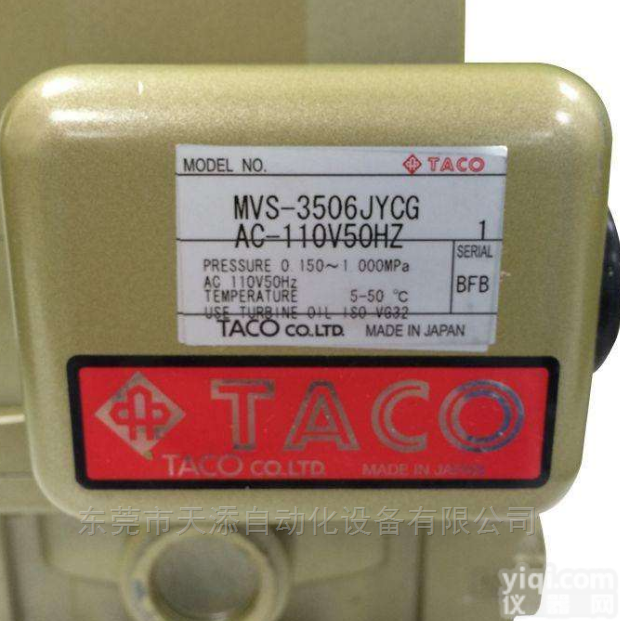 MODEL NO. TACO
MVS-3506JYCG
AC-110V50HZ 1
SERIAL
PRESSURE 0.150~1.000MPa
AC 110V50Hz BFB
TEMPERATURE 5-50 ℃
USE TURBINE OIL ISO VG32
TACO CO.LTD. MADE IN JAPAN
TACO
TACO CO.LTD. MADE IN JAPAN
东莞市天添自动化设备有限公司
yiqi.com
仪器网